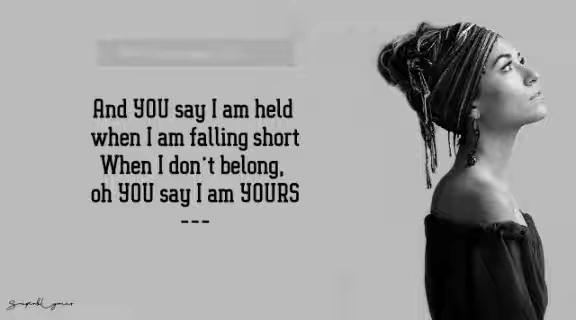 And YOU say I am held
when I am falling short
When I don't belong,
oh YOU say I am YOURS
---